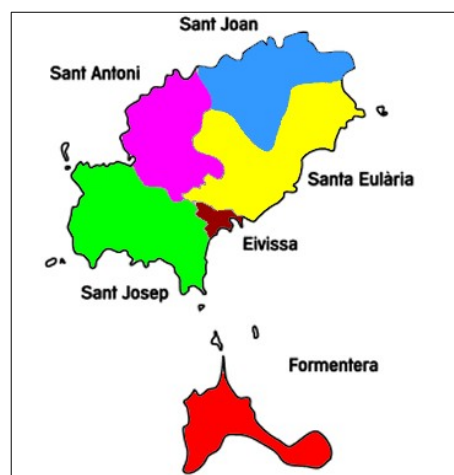 Sant Joan
Sant Antoni
Santa Eulària
Eivissa
Sant Josep
Formentera